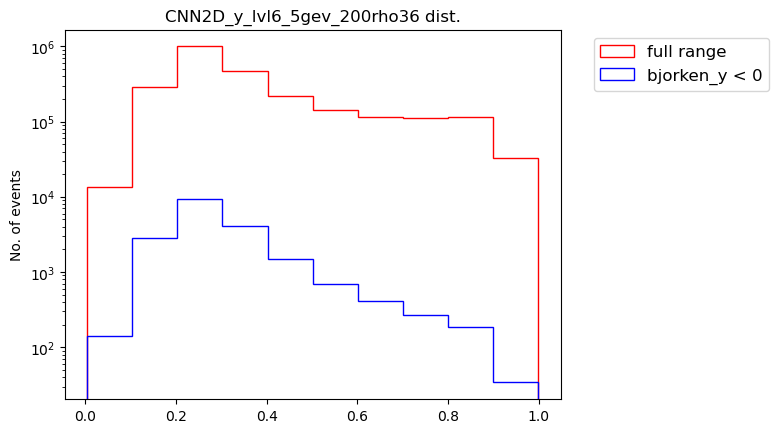 CNN2D_y_lvl6_5gev_200rho36 dist.
full range
bjorken_y < 0
No. of events
10^6
10^5
10^4
10^3
10^2
0.0 0.2 0.4 0.6 0.8 1.0